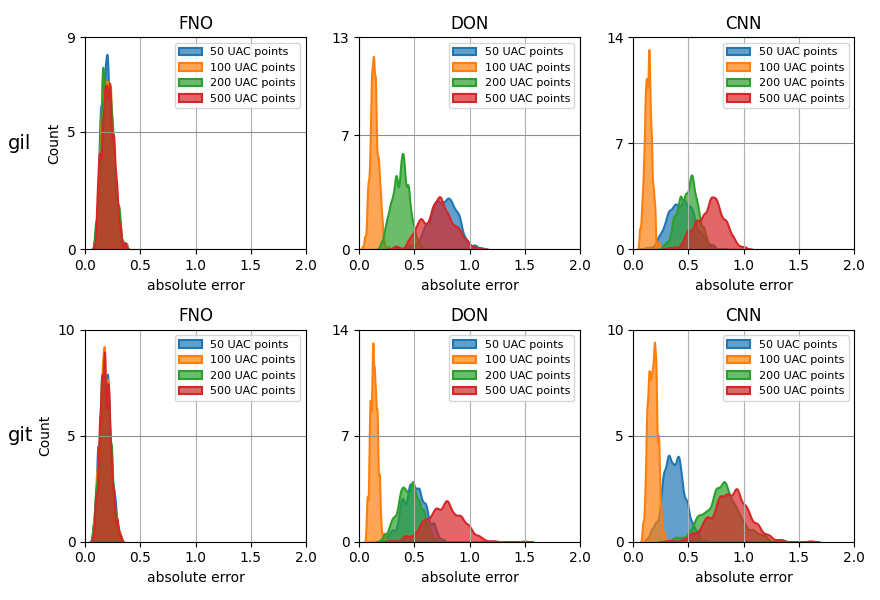 FNO DON CNN
9 13 14
50 UAC points 50 UAC points 50 UAC points
100 UAC points 100 UAC points 100 UAC points
200 UAC points 200 UAC points 200 UAC points
500 UAC points 500 UAC points 500 UAC points
5 7 7
gil Count
0 0 0
0.0 0.5 1.0 1.5 2.0 0.0 0.5 1.0 1.5 2.0 0.0 0.5 1.0 1.5 2.0
absolute error absolute error absolute error
FNO DON CNN
10 14 10
50 UAC points 50 UAC points 50 UAC points
100 UAC points 100 UAC points 100 UAC points
200 UAC points 200 UAC points 200 UAC points
500 UAC points 500 UAC points 500 UAC points
5 7 5
git Count
0 0 0
0.0 0.5 1.0 1.5 2.0 0.0 0.5 1.0 1.5 2.0 0.0 0.5 1.0 1.5 2.0
absolute error absolute error absolute error